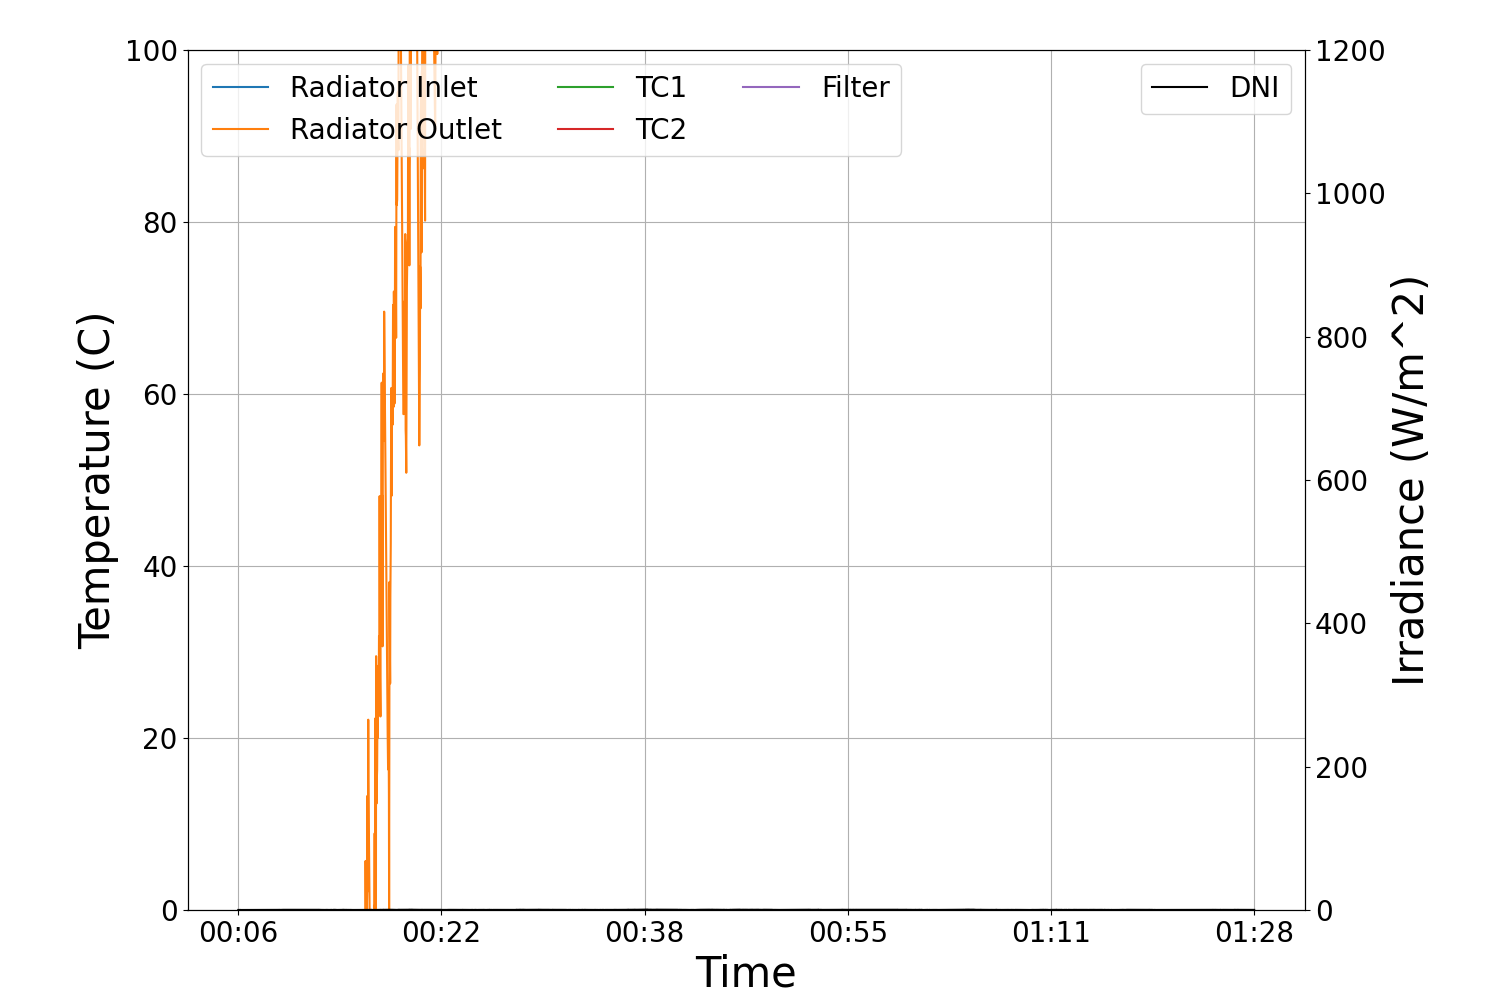 Radiator Inlet
Radiator Outlet
TC1
TC2
Filter
DNI
Temperature (C)
100
80
60
40
20
0
1200
1000
800
600
400
200
0
Irradiance (W/m^2)
00:06 00:22 00:38 00:55 01:11 01:28
Time